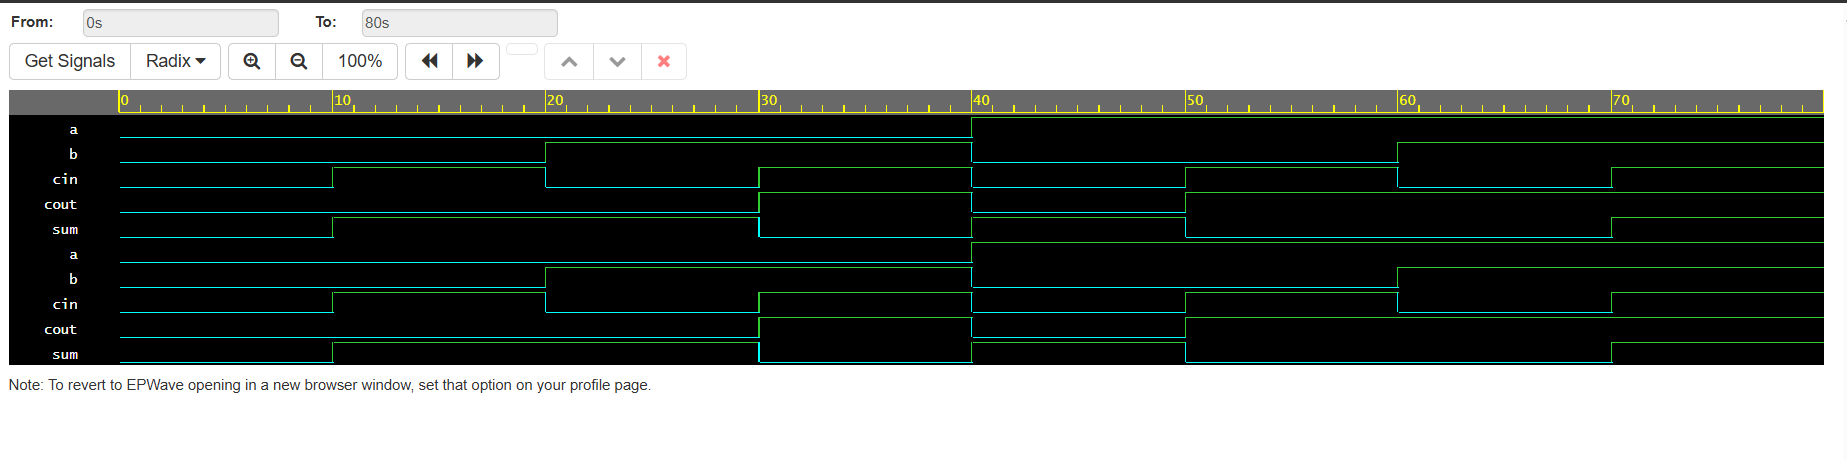 From: 0s To: 80s
Get Signals Radix 100%
0 10 20 30 40 50 60 70
a
b
cin
cout
sum
a
b
cin
cout
sum
Note: To revert to EPWave opening in a new browser window, set that option on your profile page.